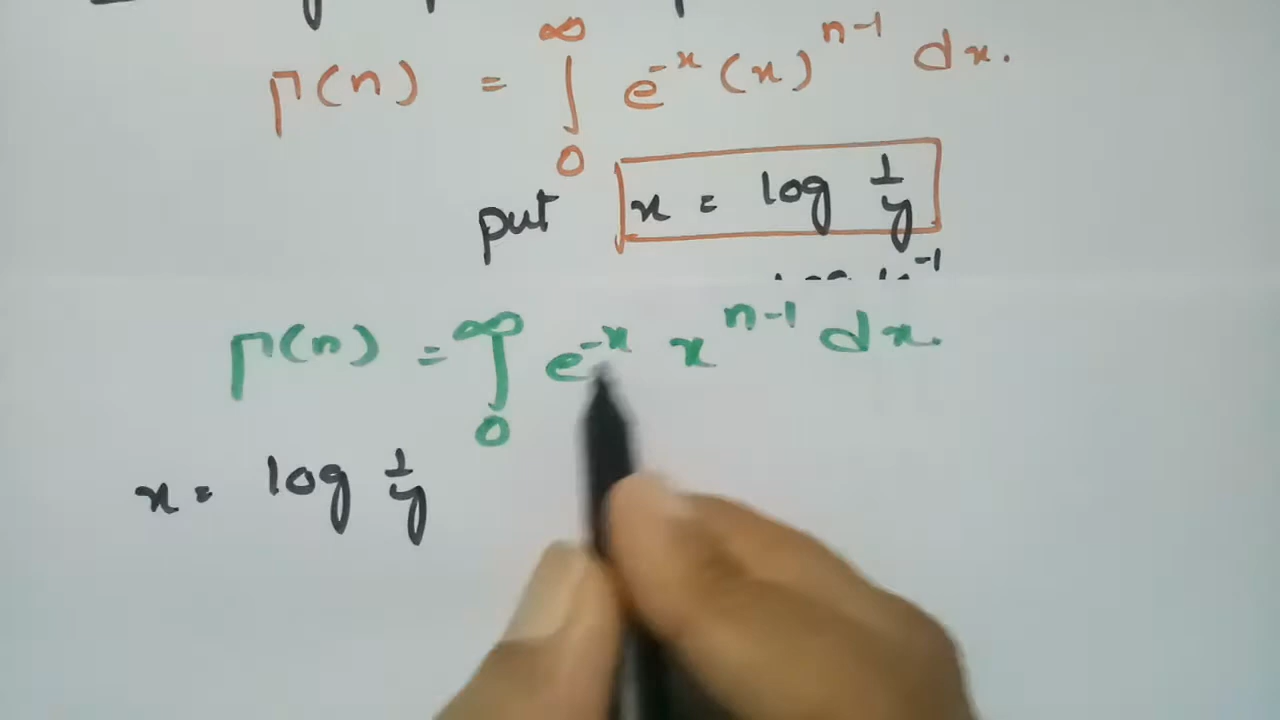 Γ(n) = ∫₀^∞ e^{-x} (x)^{n-1} dx.
put x = log 1/y
Γ(n) = ∫₀^∞ e^{-x} x^{n-1} dx.
x = log 1/y